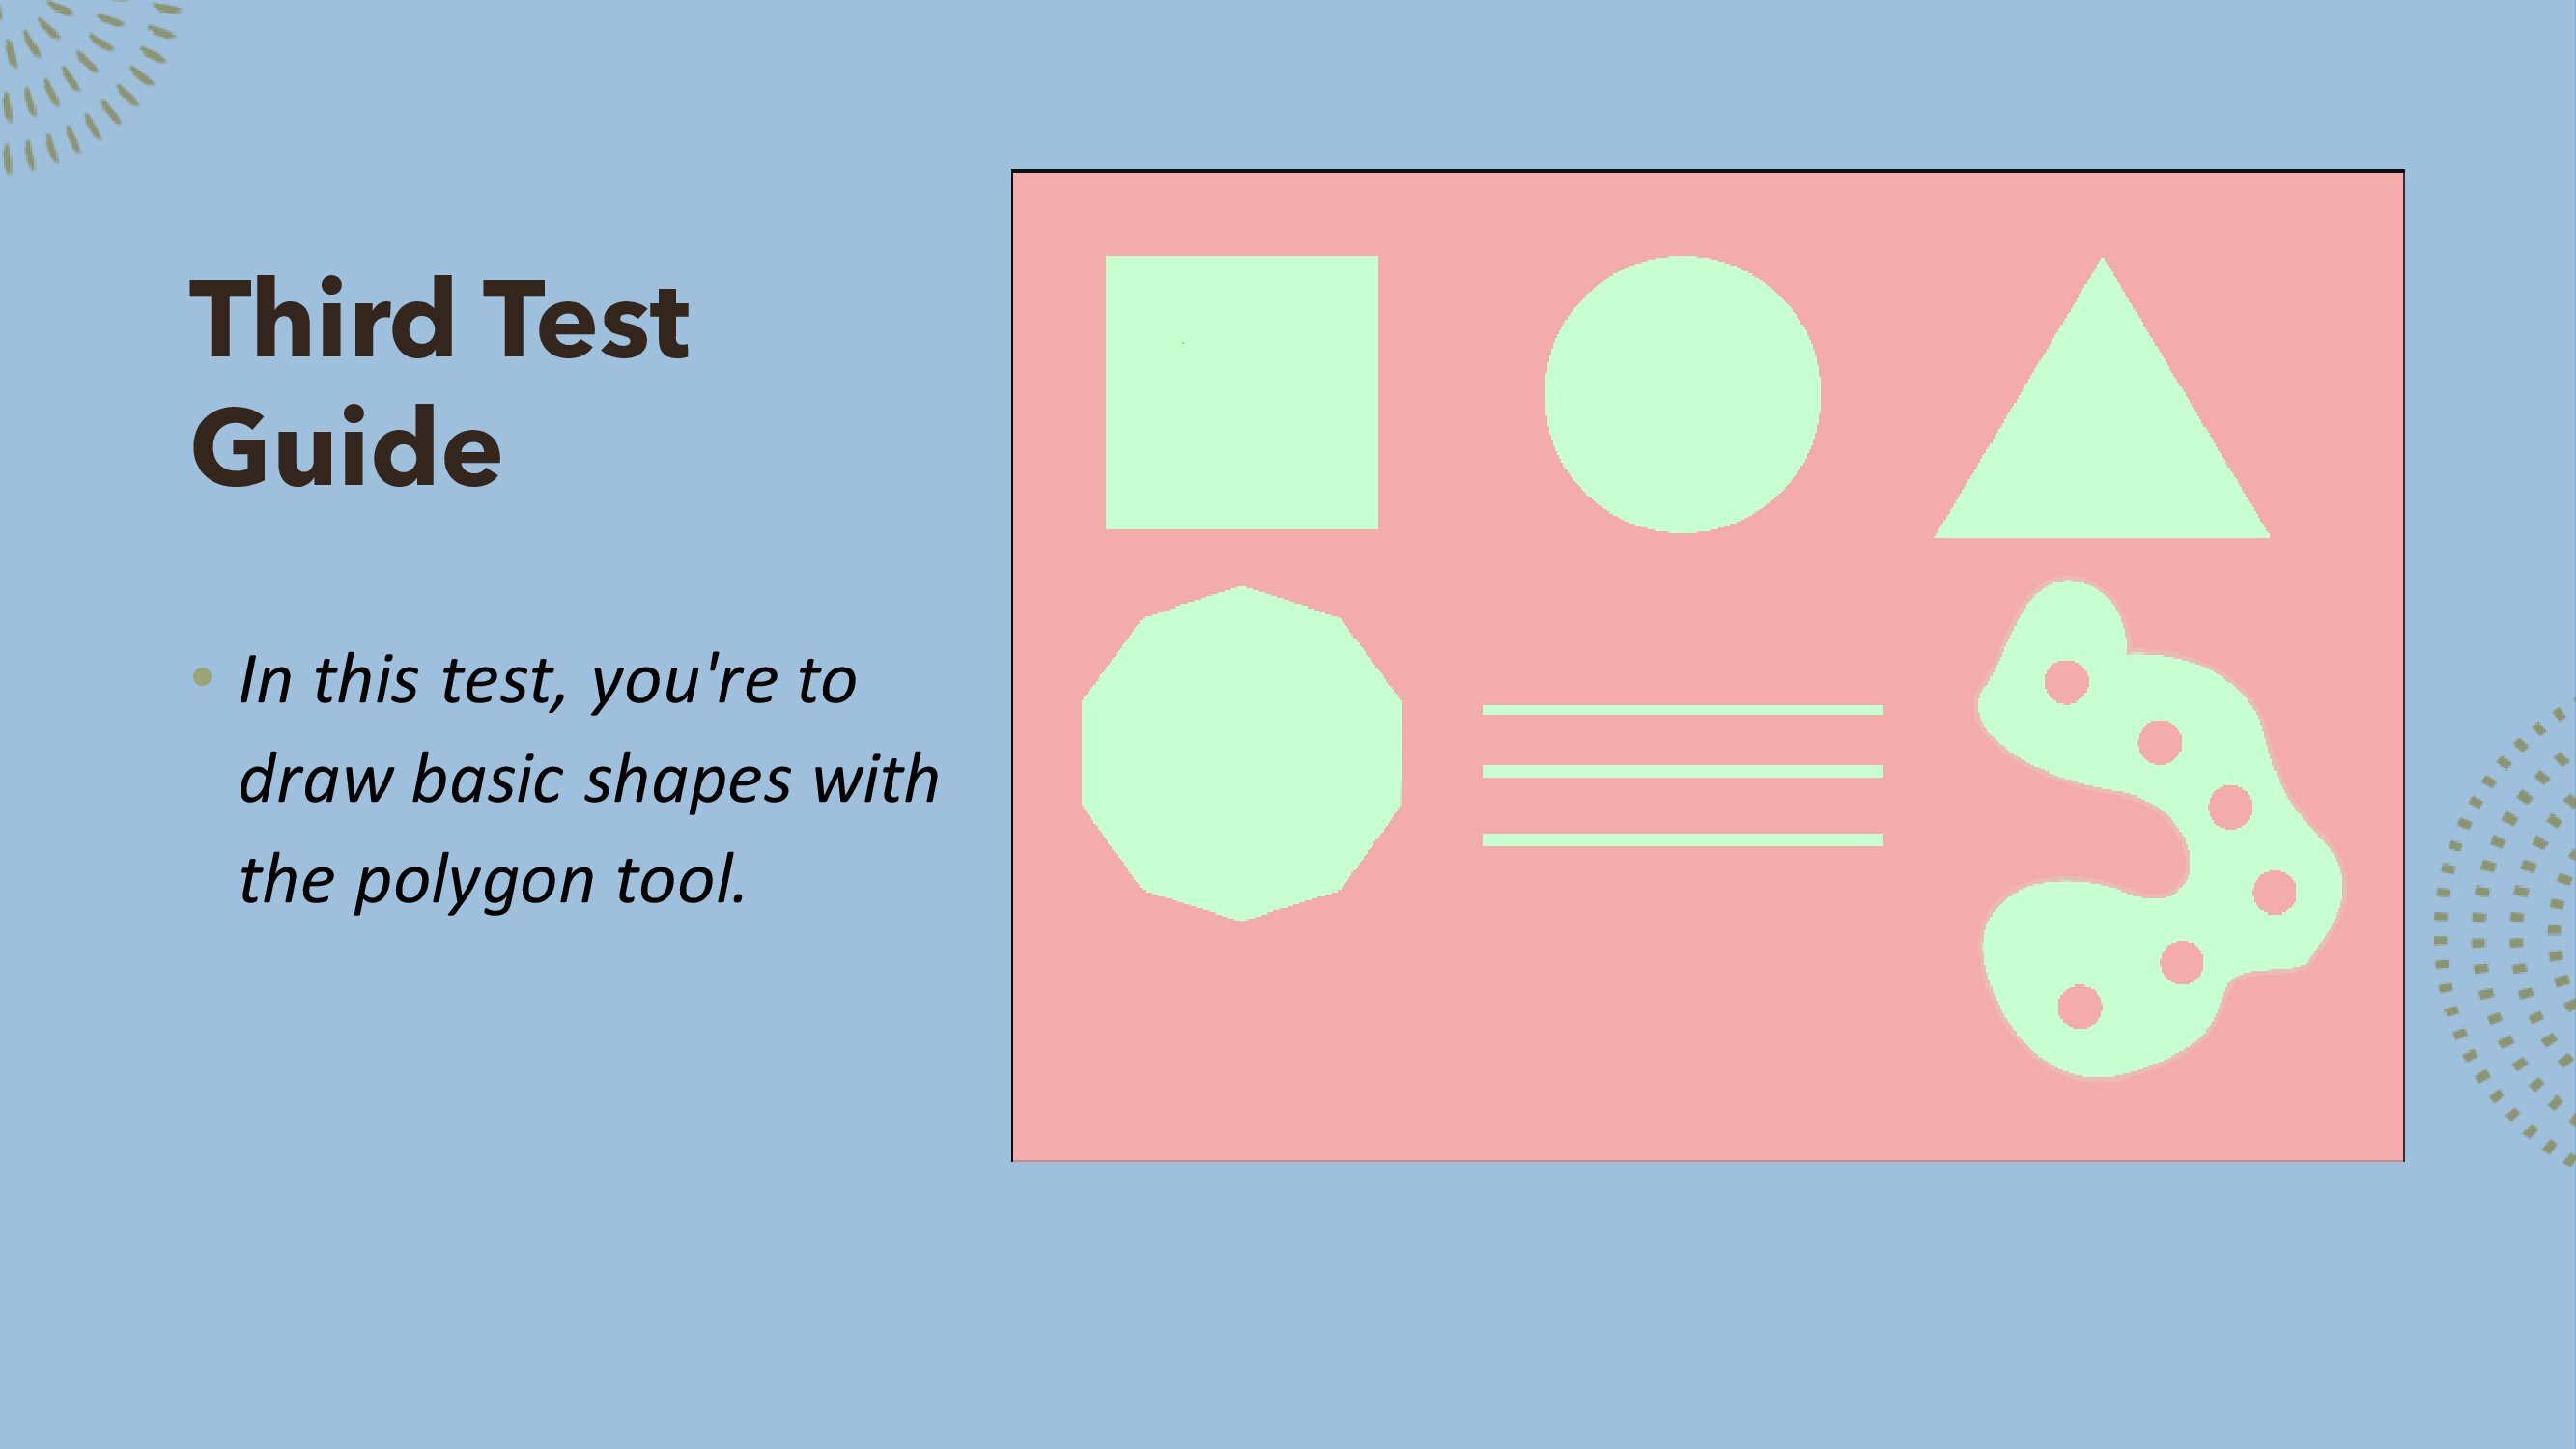 Third Test
Guide
• In this test, you're to
draw basic shapes with
the polygon tool.